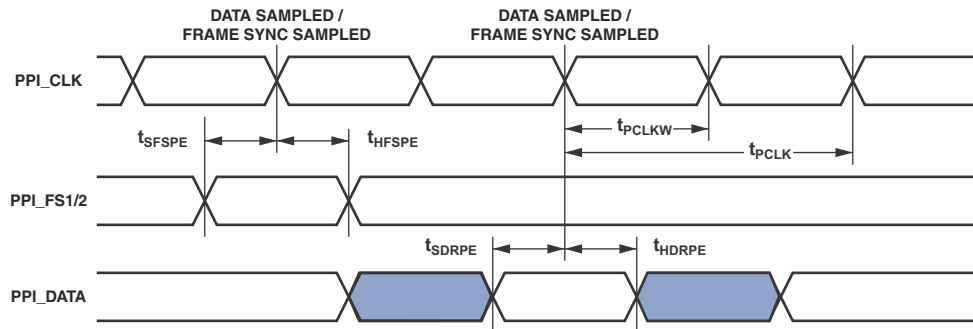 DATA SAMPLED /
FRAME SYNC SAMPLED
DATA SAMPLED /
FRAME SYNC SAMPLED
PPI_CLK
tSFSPE
tHFSPE
tPCLKW
tPCLK
PPI_FS1/2
tSDRPE
tHDRPE
PPI_DATA